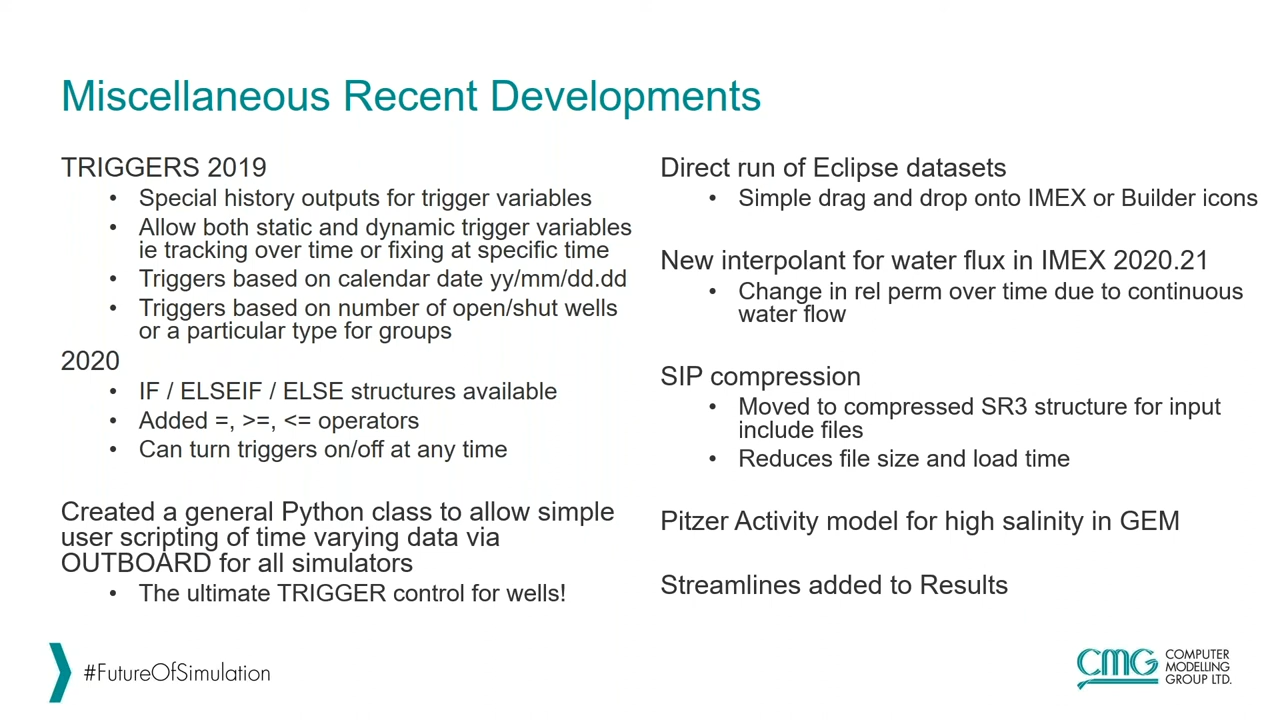 Miscellaneous Recent Developments
TRIGGERS 2019
• Special history outputs for trigger variables
• Allow both static and dynamic trigger variables
ie tracking over time or fixing at specific time
• Triggers based on calendar date yy/mm/dd.dd
• Triggers based on number of open/shut wells
or a particular type for groups
2020
• IF / ELSEIF / ELSE structures available
• Added =, >=, <= operators
• Can turn triggers on/off at any time
Created a general Python class to allow simple
user scripting of time varying data via
OUTBOARD for all simulators
• The ultimate TRIGGER control for wells!
Direct run of Eclipse datasets
• Simple drag and drop onto IMEX or Builder icons
New interpolant for water flux in IMEX 2020.21
• Change in rel perm over time due to continuous
water flow
SIP compression
• Moved to compressed SR3 structure for input
include files
• Reduces file size and load time
Pitzer Activity model for high salinity in GEM
Streamlines added to Results
#FutureOfSimulation
CMG
COMPUTER
MODELLING
GROUP LTD.